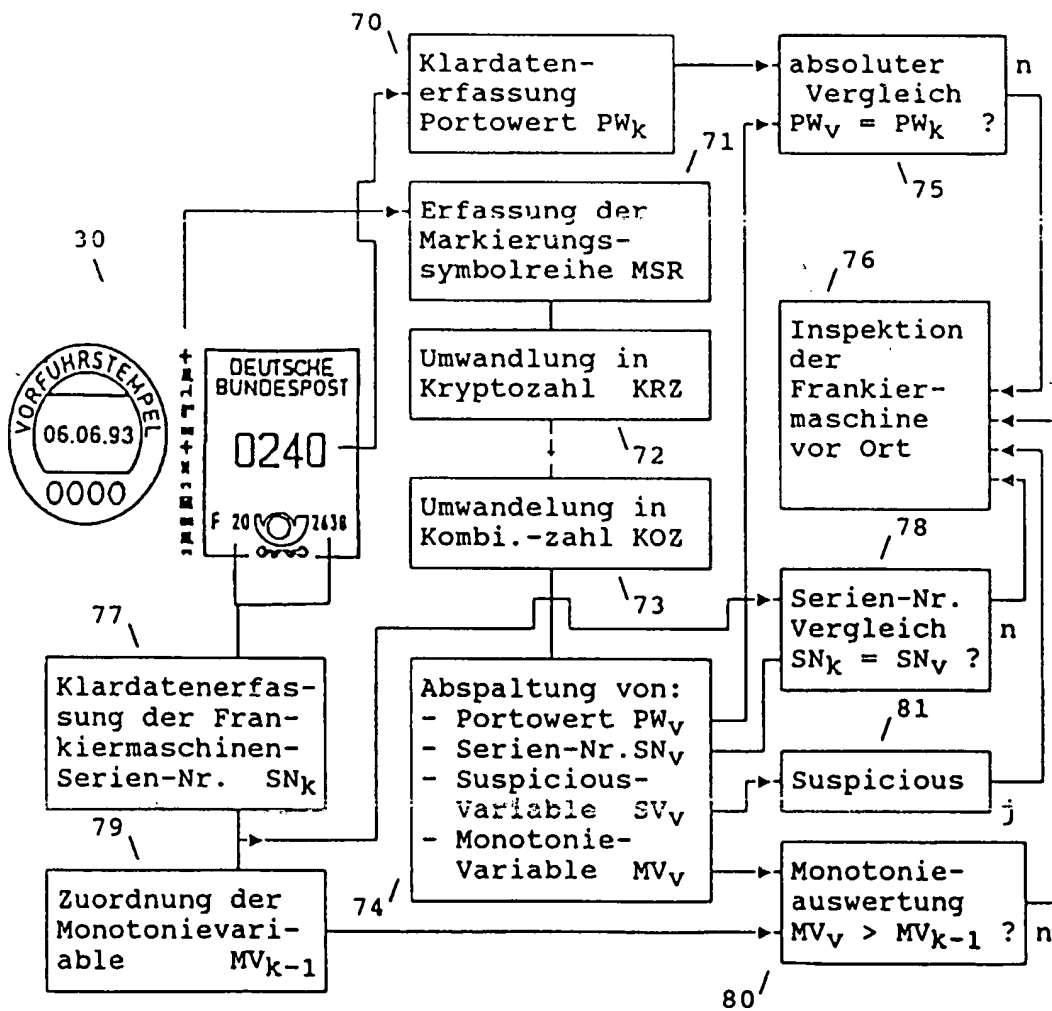 70
Klardaten-
erfassung
Portowert PWk
absoluter
Vergleich
PWv = PWk ?
n
75
71
Erfassung der
Markierungs-
symbolreihe MSR
30
VORFÜHRSTEMPEL
06.06.93
0000
DEUTSCHE
BUNDESPOST
0240
F 20 2638
Umwandlung in
Kryptozahl KRZ
72
Umwandelung in
Kombi.-zahl KOZ
73
76
Inspektion
der
Frankier-
maschine
vor Ort
78
Serien-Nr.
Vergleich
SNk = SNv ?
n
77
Klardatenerfas-
sung der Fran-
kiermaschinen-
Serien-Nr. SNk
Abspaltung von:
- Portowert PWv
- Serien-Nr.SNv
- Suspicious-
Variable SVv
- Monotonie-
Variable MVv
74
81
Suspicious
j
79
Zuordnung der
Monotonievari-
able MVk-1
Monotonie-
auswertung
MVv > MVk-1 ?
n
80